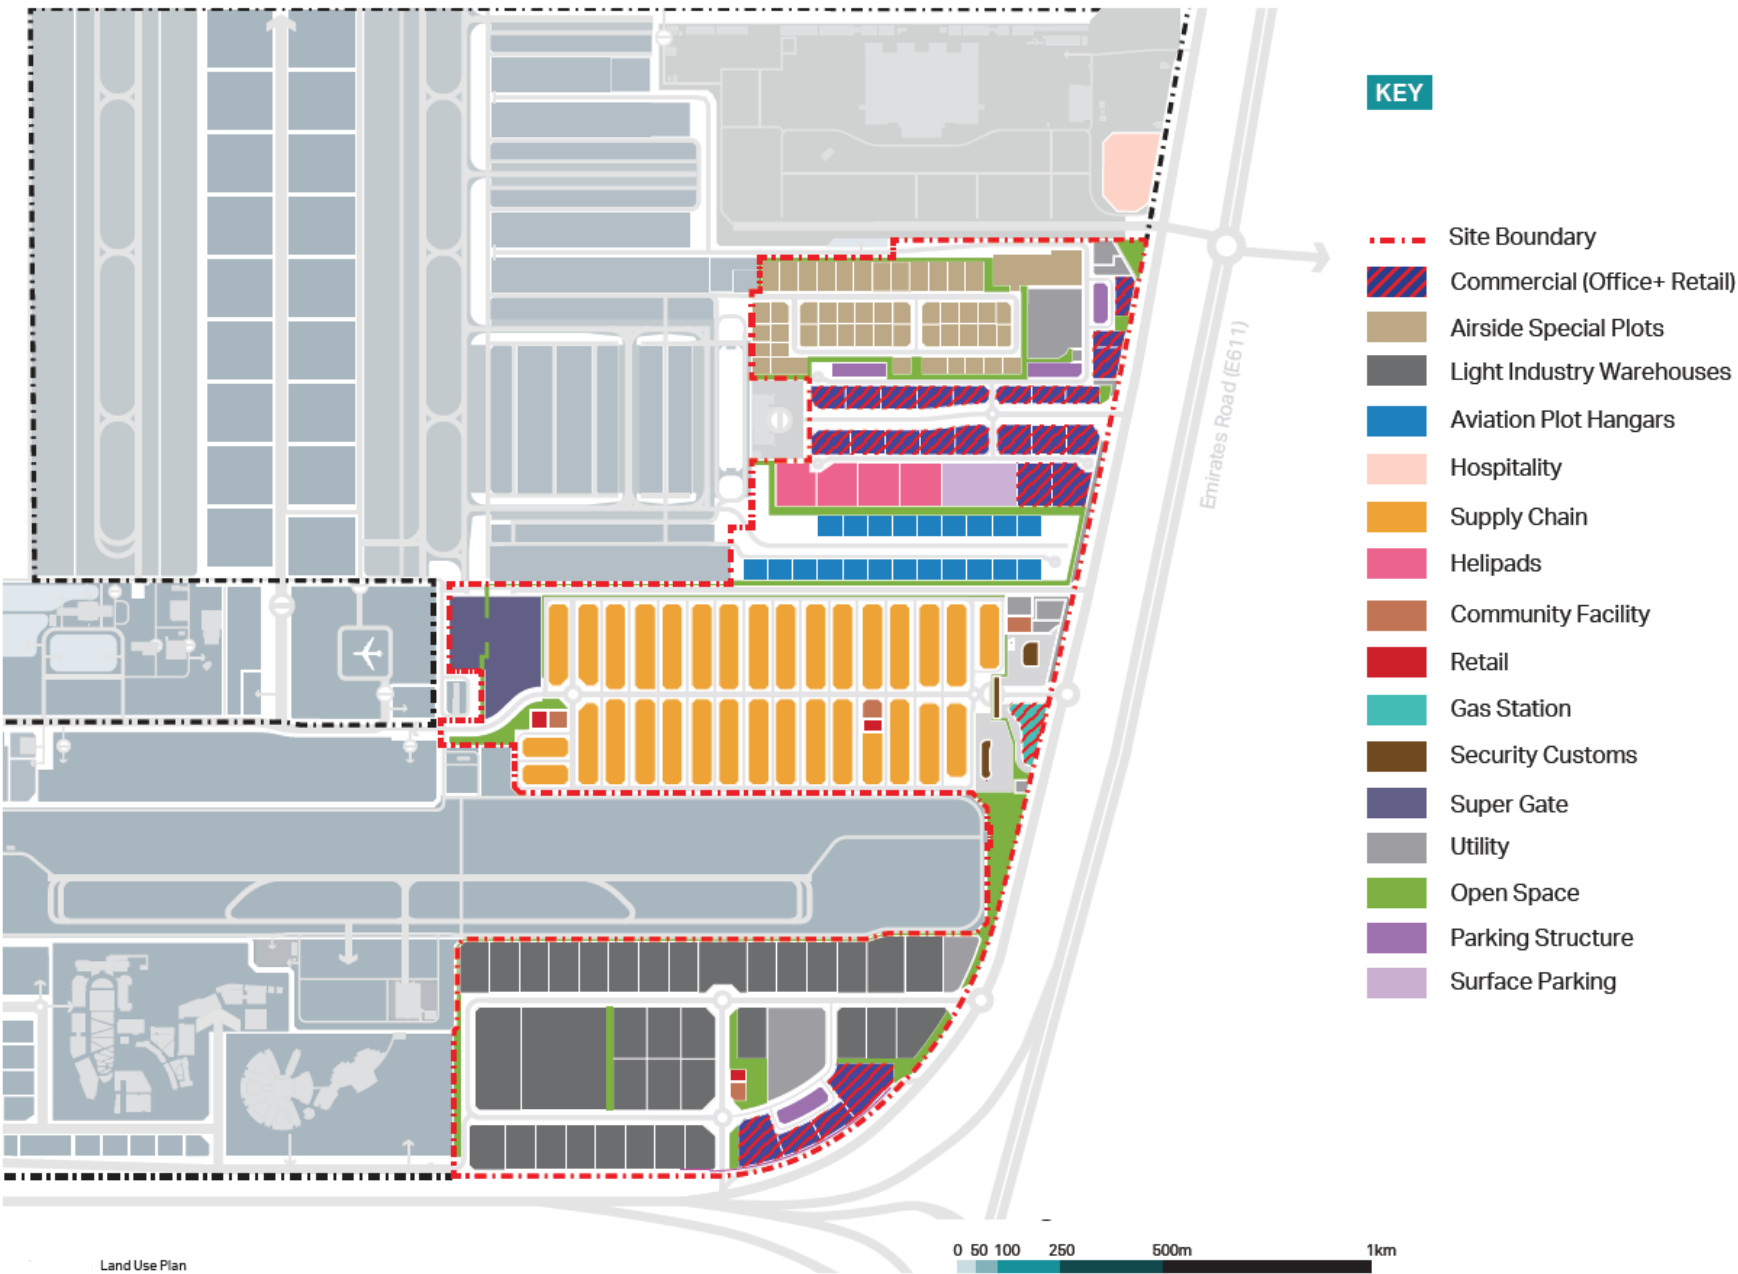 KEY
Site Boundary
Commercial (Office+ Retail)
Airside Special Plots
Light Industry Warehouses
Aviation Plot Hangars
Hospitality
Supply Chain
Helipads
Community Facility
Retail
Gas Station
Security Customs
Super Gate
Utility
Open Space
Parking Structure
Surface Parking
Emirates Road (E611)
0 50 100 250 500m 1km
Land Use Plan